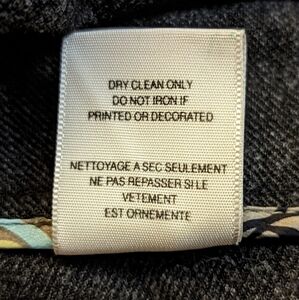 DRY CLEAN ONLY
DO NOT IRON IF
PRINTED OR DECORATED
NETTOYAGE A SEC SEULEMENT
NE PAS REPASSER SI LE
VETEMENT
EST ORNEMENTE